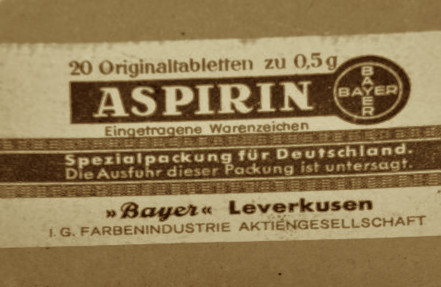 20 Originaltabletten zu 0,5 g
ASPIRIN
BAYER
BAYER
Eingetragene Warenzeichen
Spezialpackung für Deutschland.
Die Ausfuhr dieser Packung ist untersagt.
»Bayer« Leverkusen
I. G. FARBENINDUSTRIE AKTIENGESELLSCHAFT